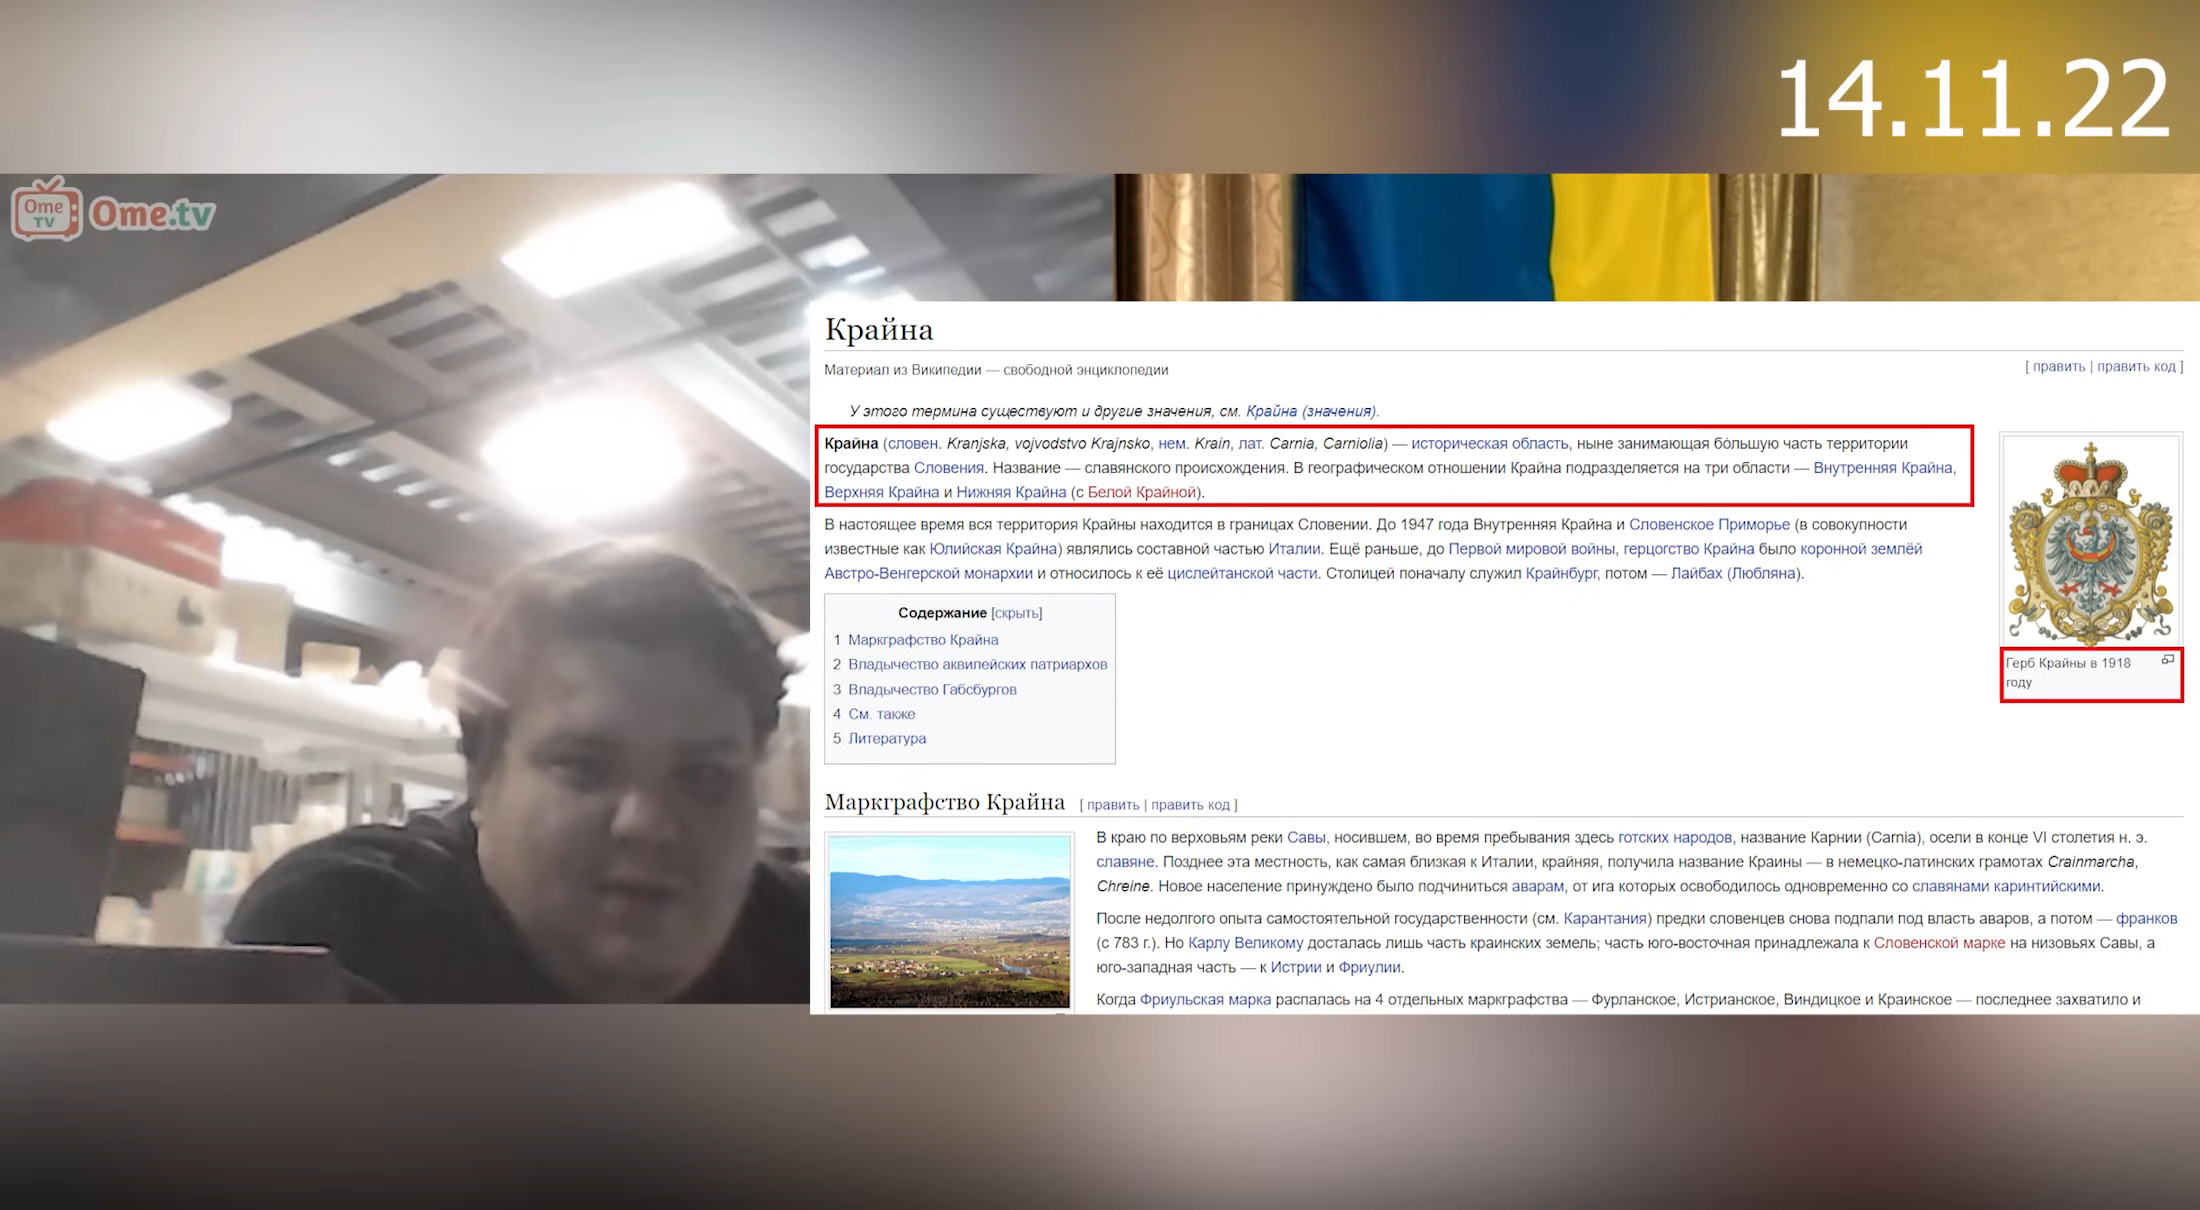 14.11.22
Ome TV Ome.tv
Крайна
Материал из Википедии — свободной энциклопедии
[ править | править код ]
У этого термина существуют и другие значения, см. Крайна (значения).
Крайна (словен. Kranjska, vojvodstvo Krajnsko, нем. Krain, лат. Carnia, Carniolia) — историческая область, ныне занимающая бо́льшую часть территории
государства Словения. Название — славянского происхождения. В географическом отношении Крайна подразделяется на три области — Внутренняя Крайна,
Верхняя Крайна и Нижняя Крайна (с Белой Крайной).
В настоящее время вся территория Крайны находится в границах Словении. До 1947 года Внутренняя Крайна и Словенское Приморье (в совокупности
известные как Юлийская Крайна) являлись составной частью Италии. Ещё раньше, до Первой мировой войны, герцогство Крайна было коронной землёй
Австро-Венгерской монархии и относилось к её цислейтанской части. Столицей поначалу служил Крайнбург, потом — Лайбах (Любляна).
Герб Крайны в 1918
году
Содержание [скрыть]
1 Маркграфство Крайна
2 Владычество аквилейских патриархов
3 Владычество Габсбургов
4 См. также
5 Литература
Маркграфство Крайна [ править | править код ]
В краю по верховьям реки Савы, носившем, во время пребывания здесь готских народов, название Карнии (Carnia), осели в конце VI столетия н. э.
славяне. Позднее эта местность, как самая близкая к Италии, крайняя, получила название Краины — в немецко-латинских грамотах Crainmarcha,
Chreine. Новое население принуждено было подчиниться аварам, от ига которых освободилось одновременно со славянами каринтийскими.
После недолгого опыта самостоятельной государственности (см. Карантания) предки словенцев снова подпали под власть аваров, а потом — франков
(с 783 г.). Но Карлу Великому досталась лишь часть краинских земель; часть юго-восточная принадлежала к Словенской марке на низовьях Савы, а
юго-западная часть — к Истрии и Фриулии.
Когда Фриульская марка распалась на 4 отдельных маркграфства — Фурланское, Истрианское, Виндицкое и Краинское — последнее захватило и